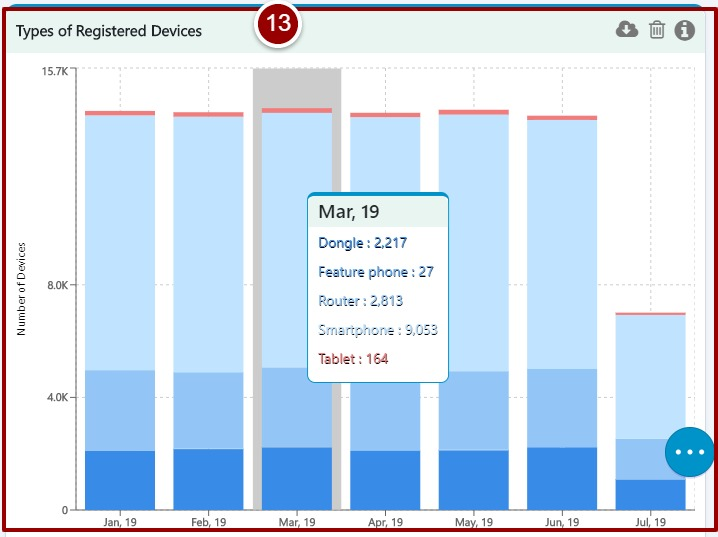 Types of Registered Devices
13
15.7K
8.0K
4.0K
0
Number of Devices
Mar, 19
Dongle : 2,217
Feature phone : 27
Router : 2,813
Smartphone : 9,053
Tablet : 164
Jan, 19
Feb, 19
Mar, 19
Apr, 19
May, 19
Jun, 19
Jul, 19